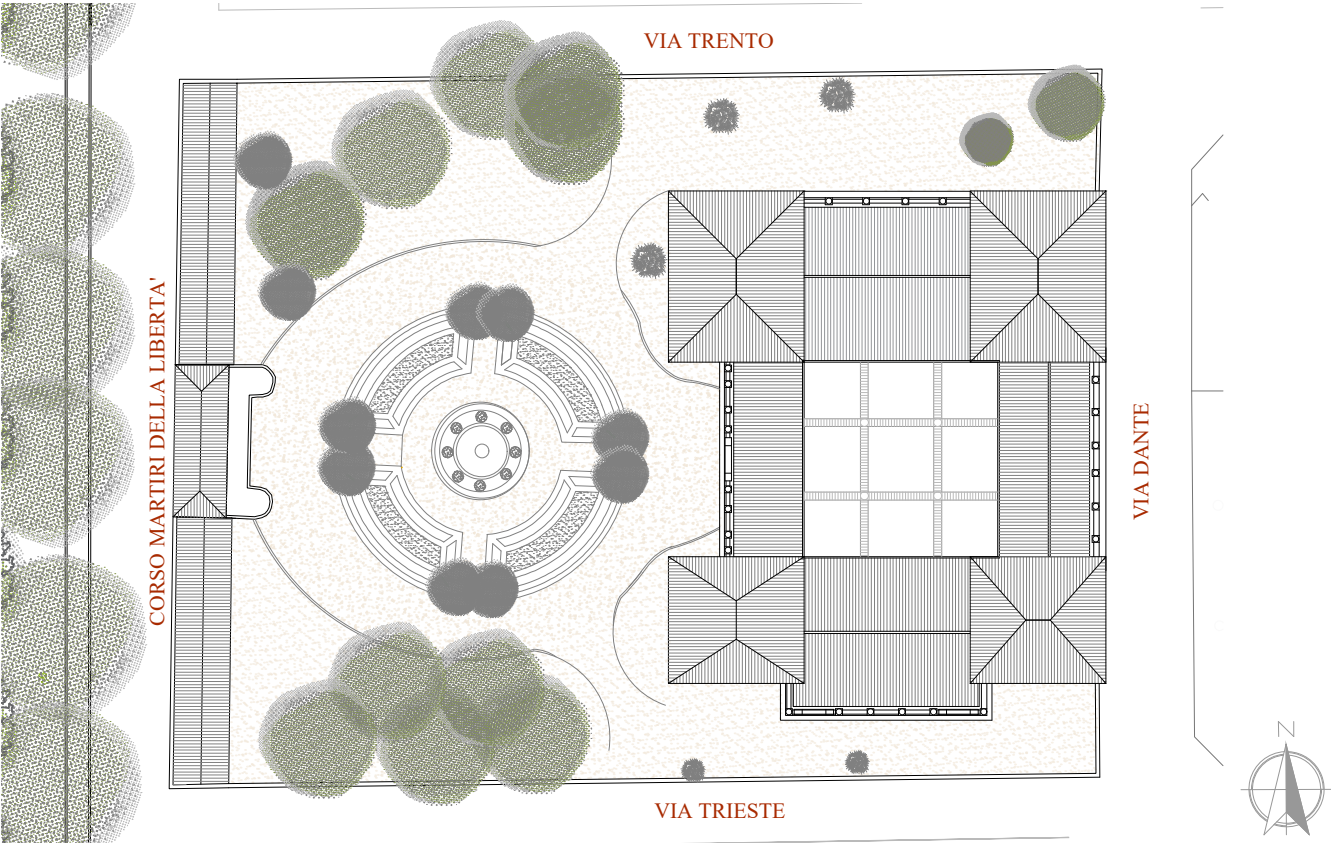 VIA TRENTO
CORSO MARTIRI DELLA LIBERTA'
VIA DANTE
VIA TRIESTE
N